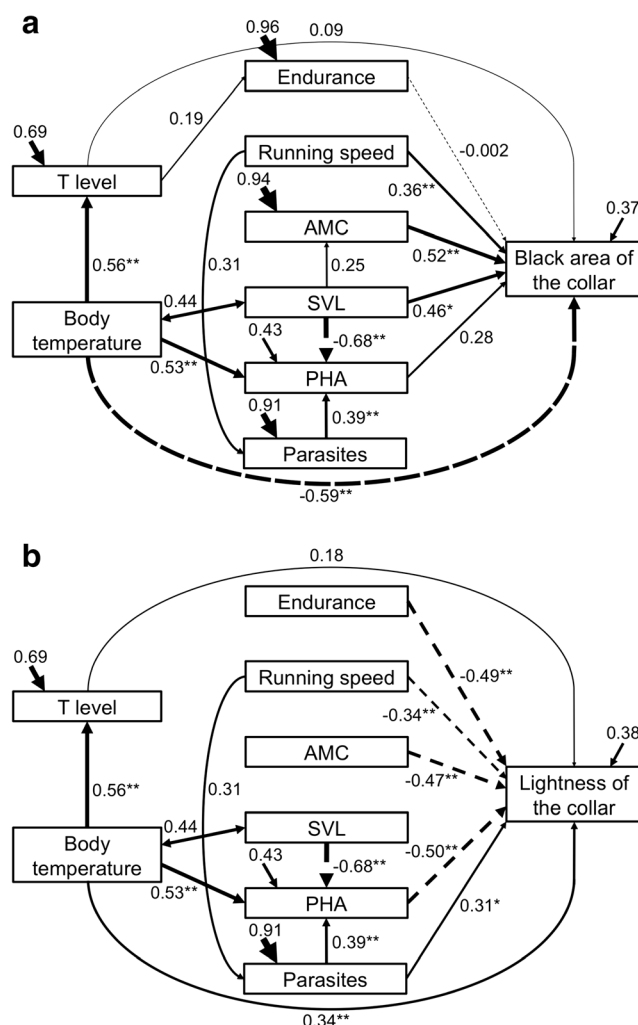 a
0.96
0.09
Endurance
0.69
0.19
-0.002
Running speed
T level
0.94
0.36**
0.37
AMC
0.52**
Black area of
the collar
0.56**
0.31
0.25
0.44
SVL
0.46*
Body
temperature
0.43
-0.68**
0.28
0.53**
PHA
0.91
0.39**
Parasites
-0.59**
b
0.18
Endurance
0.69
-0.49**
Running speed
T level
-0.34**
0.38
AMC
-0.47**
Lightness of
the collar
0.56**
0.31
0.44
SVL
Body
temperature
0.43
-0.68**
-0.50**
0.53**
PHA
0.31*
0.91
0.39**
Parasites
0.34**